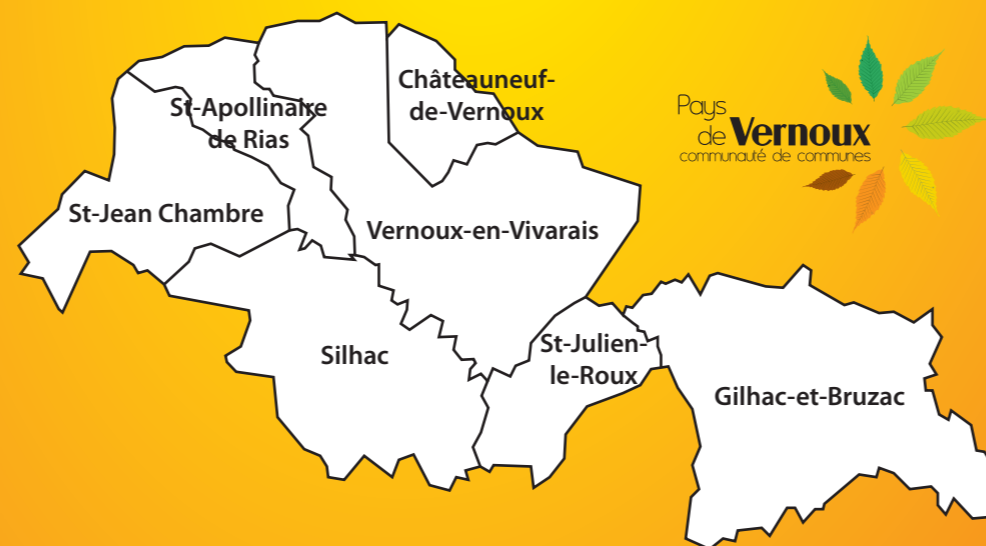 Châteauneuf-
de-Vernoux
St-Apollinaire
de Rias
Pays
de Vernoux
communauté de communes
St-Jean Chambre
Vernoux-en-Vivarais
Silhac
St-Julien-
le-Roux
Gilhac-et-Bruzac